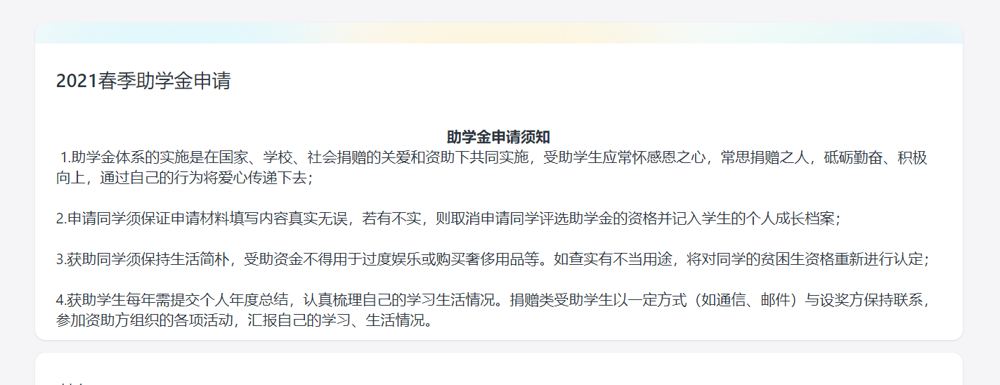 2021春季助学金申请
助学金申请须知
1.助学金体系的实施是在国家、学校、社会捐赠的关爱和资助下共同实施，受助学生应常怀感恩之心，常思捐赠之人，砥砺勤奋、积极
向上，通过自己的行为将爱心传递下去；
2.申请同学须保证申请材料填写内容真实无误，若有不实，则取消申请同学评选助学金的资格并记入学生的个人成长档案；
3.获助同学须保持生活简朴，受助资金不得用于过度娱乐或购买奢侈用品等。如查实有不当用途，将对同学的贫困生资格重新进行认定；
4.获助学生每年需提交个人年度总结，认真梳理自己的学习生活情况。捐赠类受助学生以一定方式（如通信、邮件）与设奖方保持联系，
参加资助方组织的各项活动，汇报自己的学习、生活情况。